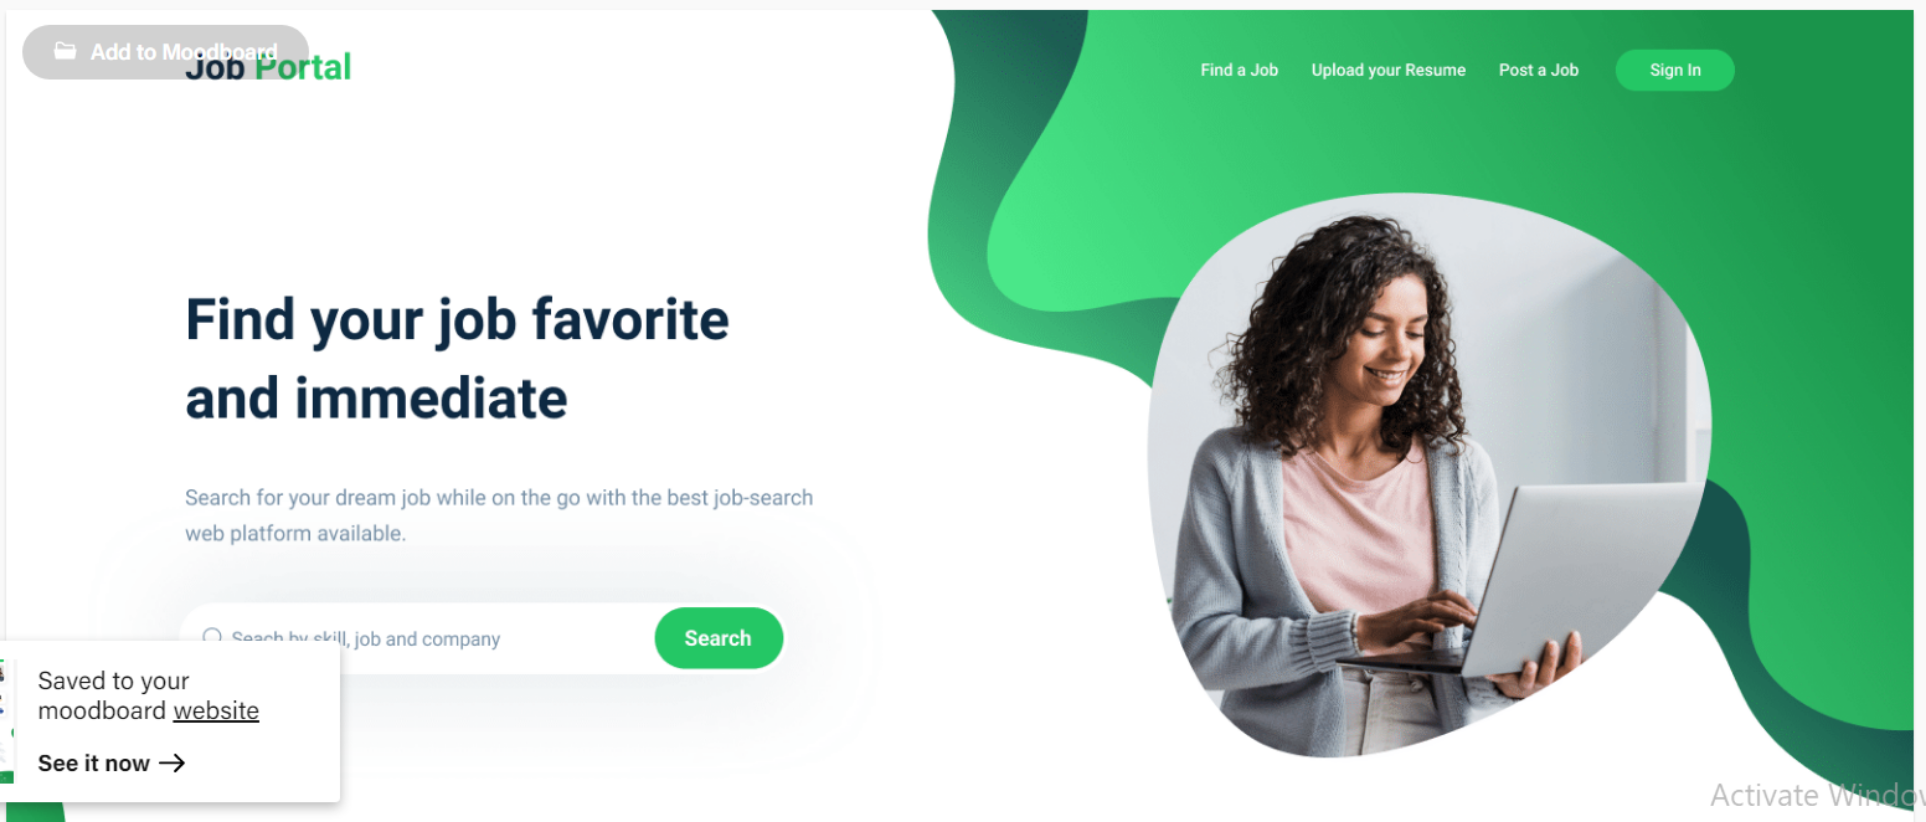 Add to Moodboard
Job Portal
Find a Job
Upload your Resume
Post a Job
Sign In
Find your job favorite
and immediate
Search for your dream job while on the go with the best job-search
web platform available.
Seach by skill, job and company
Search
Saved to your
moodboard website
See it now →
Activate Window